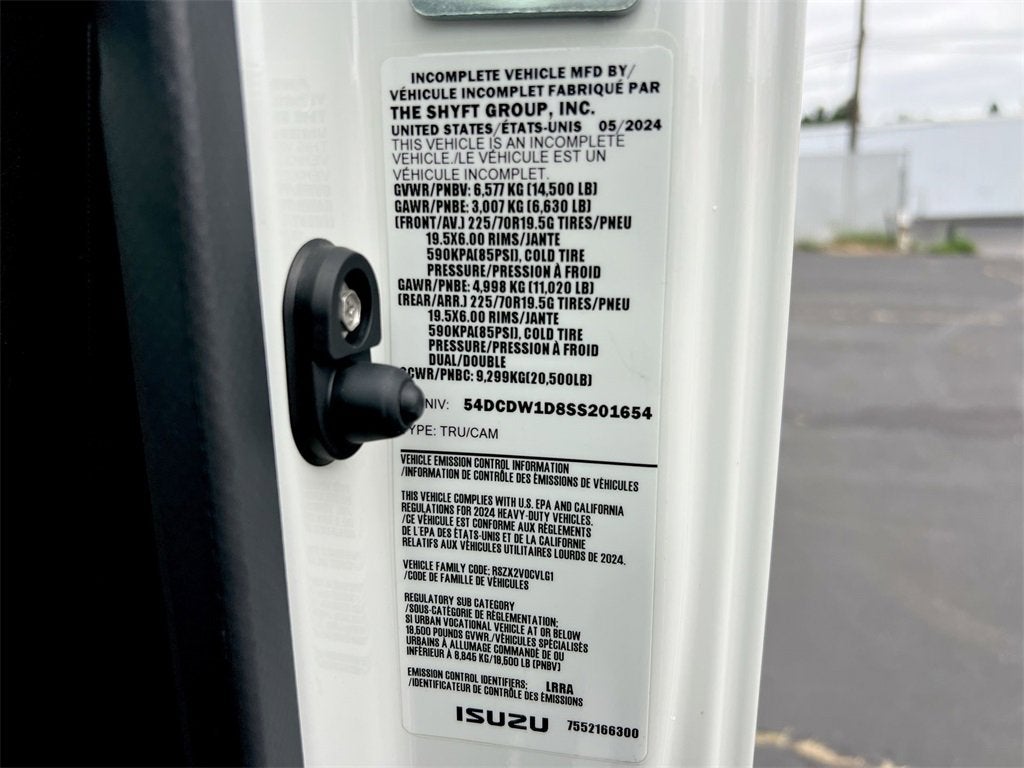 INCOMPLETE VEHICLE MFD BY/
VÉHICULE INCOMPLET FABRIQUÉ PAR
THE SHYFT GROUP, INC.
UNITED STATES/ÉTATS-UNIS 05/2024
THIS VEHICLE IS AN INCOMPLETE
VEHICLE./LE VÉHICULE EST UN
VÉHICULE INCOMPLET.
GVWR/PNBV: 6,577 KG (14,500 LB)
GAWR/PNBE: 3,007 KG (6,630 LB)
(FRONT/AV.) 225/70R19.5G TIRES/PNEU
19.5X6.00 RIMS/JANTE
590KPA(85PSI), COLD TIRE
PRESSURE/PRESSION À FROID
GAWR/PNBE: 4,998 KG (11,020 LB)
(REAR/ARR.) 225/70R19.5G TIRES/PNEU
19.5X6.00 RIMS/JANTE
590KPA(85PSI), COLD TIRE
PRESSURE/PRESSION À FROID
DUAL/DOUBLE
CWR/PNBC: 9,299KG(20,500LB)
NIV: 54DCDW1D8SS201654
YPE: TRU/CAM
VEHICLE EMISSION CONTROL INFORMATION
/INFORMATION DE CONTRÔLE DES ÉMISSIONS DE VÉHICULES
THIS VEHICLE COMPLIES WITH U.S. EPA AND CALIFORNIA
REGULATIONS FOR 2024 HEAVY-DUTY VEHICLES.
/CE VÉHICULE EST CONFORME AUX RÈGLEMENTS
DE L'EPA DES ÉTATS-UNIS ET DE LA CALIFORNIE
RELATIFS AUX VÉHICULES UTILITAIRES LOURDS DE 2024.
VEHICLE FAMILY CODE: RSZX2VOCVLG1
/CODE DE FAMILLE DE VÉHICULES
REGULATORY SUB CATEGORY
/SOUS-CATÉGORIE DE RÈGLEMENTATION:
SI URBAN VOCATIONAL VEHICLE AT OR BELOW
19,500 POUNDS GVWR./VÉHICULES SPÉCIALISÉS
URBAINS À ALLUMAGE COMMANDÉ DE OU
INFÉRIEUR À 8,845 KG/19,500 LB (PNBV)
EMISSION CONTROL IDENTIFIERS: LRRA
/IDENTIFICATEUR DE CONTRÔLE DES ÉMISSIONS
ISUZU 7552166300